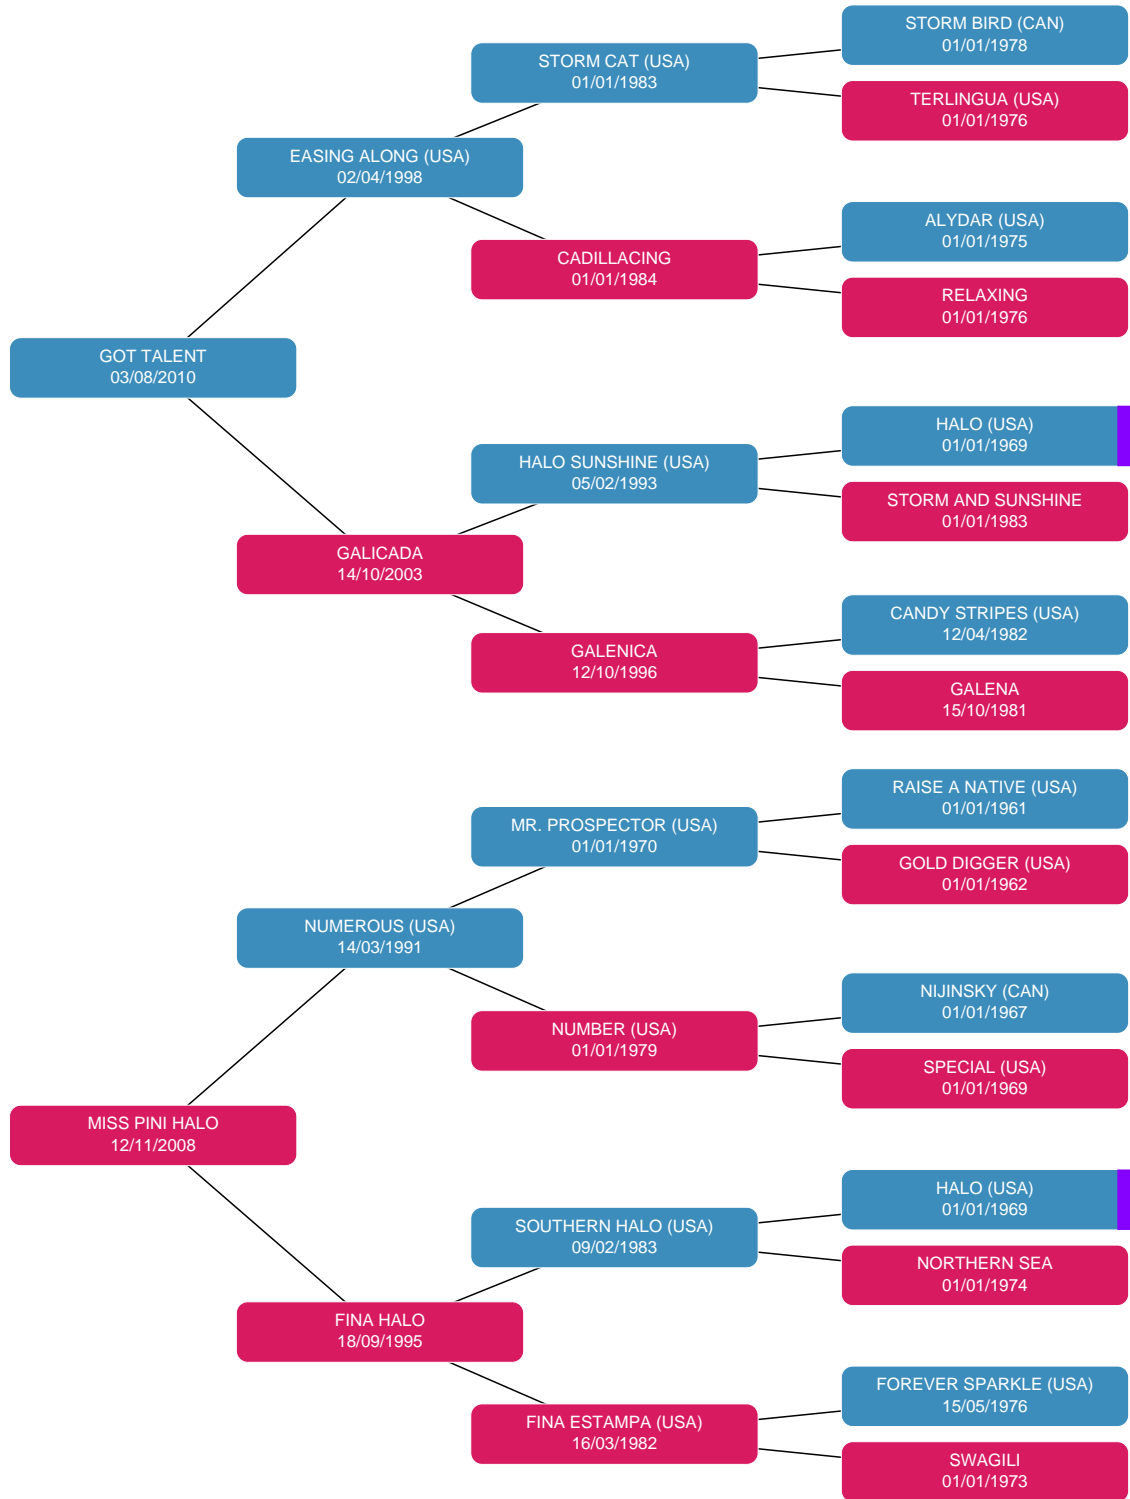 STORM BIRD (CAN)
01/01/1978
STORM CAT (USA)
01/01/1983
TERLINGUA (USA)
01/01/1976
EASING ALONG (USA)
02/04/1998
ALYDAR (USA)
01/01/1975
CADILLACING
01/01/1984
RELAXING
01/01/1976
GOT TALENT
03/08/2010
HALO (USA)
01/01/1969
HALO SUNSHINE (USA)
05/02/1993
STORM AND SUNSHINE
01/01/1983
GALICADA
14/10/2003
CANDY STRIPES (USA)
12/04/1982
GALENICA
12/10/1996
GALENA
15/10/1981
RAISE A NATIVE (USA)
01/01/1961
MR. PROSPECTOR (USA)
01/01/1970
GOLD DIGGER (USA)
01/01/1962
NUMEROUS (USA)
14/03/1991
NIJINSKY (CAN)
01/01/1967
NUMBER (USA)
01/01/1979
SPECIAL (USA)
01/01/1969
MISS PINI HALO
12/11/2008
HALO (USA)
01/01/1969
SOUTHERN HALO (USA)
09/02/1983
NORTHERN SEA
01/01/1974
FINA HALO
18/09/1995
FOREVER SPARKLE (USA)
15/05/1976
FINA ESTAMPA (USA)
16/03/1982
SWAGILI
01/01/1973